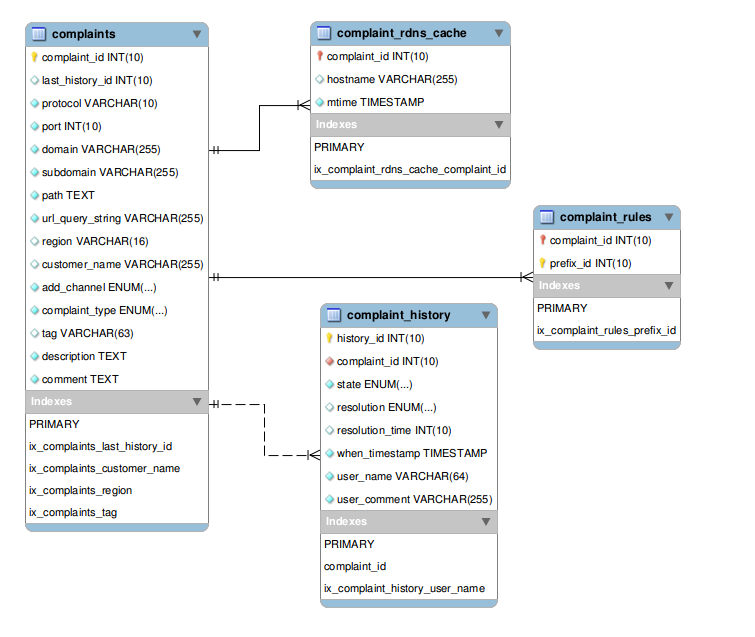 complaints
complaint_id INT(10)
last_history_id INT(10)
protocol VARCHAR(10)
port INT(10)
domain VARCHAR(255)
subdomain VARCHAR(255)
path TEXT
url_query_string VARCHAR(255)
region VARCHAR(16)
customer_name VARCHAR(255)
add_channel ENUM(...)
complaint_type ENUM(...)
tag VARCHAR(63)
description TEXT
comment TEXT
Indexes
PRIMARY
ix_complaints_last_history_id
ix_complaints_customer_name
ix_complaints_region
ix_complaints_tag
complaint_rdns_cache
complaint_id INT(10)
hostname VARCHAR(255)
mtime TIMESTAMP
Indexes
PRIMARY
ix_complaint_rdns_cache_complaint_id
complaint_rules
complaint_id INT(10)
prefix_id INT(10)
Indexes
PRIMARY
ix_complaint_rules_prefix_id
complaint_history
history_id INT(10)
complaint_id INT(10)
state ENUM(...)
resolution ENUM(...)
resolution_time INT(10)
when_timestamp TIMESTAMP
user_name VARCHAR(64)
user_comment VARCHAR(255)
Indexes
PRIMARY
complaint_id
ix_complaint_history_user_name